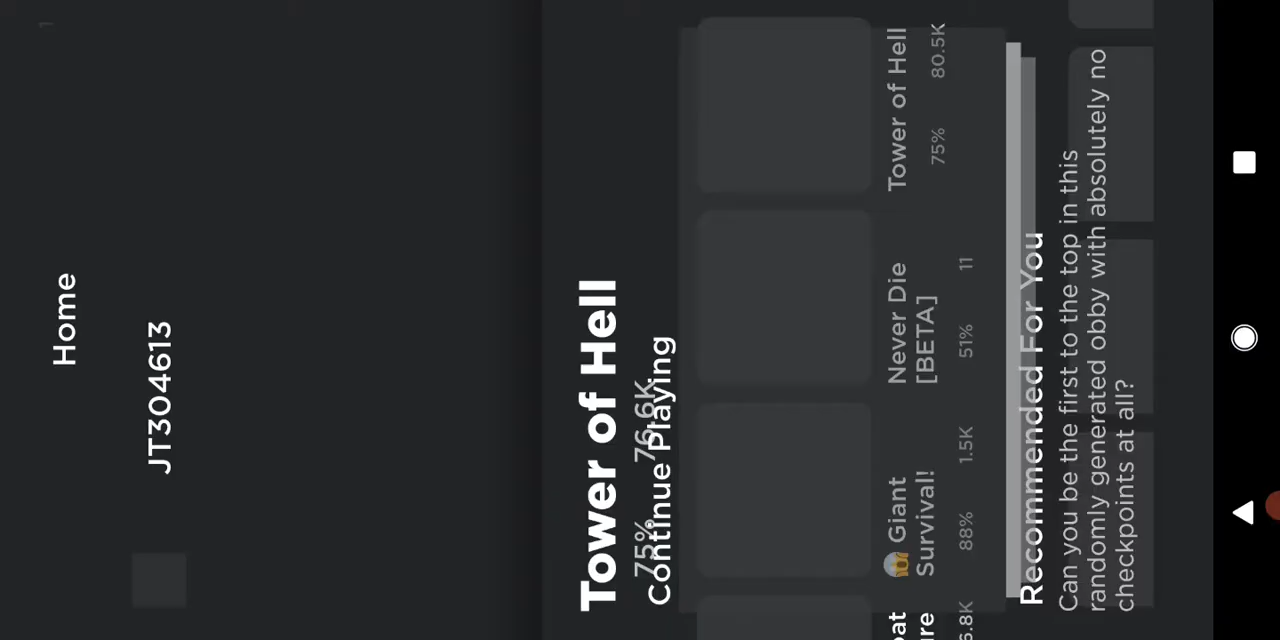 Home
JT304613
Tower of Hell
75% 76.6K
Continue Playing
😱 Giant
Survival!
88% 1.5K
Never Die
[BETA]
51% 11
Tower of Hell
75% 80.5K
Recommended For You
Can you be the first to the top in this
randomly generated obby with absolutely no
checkpoints at all?